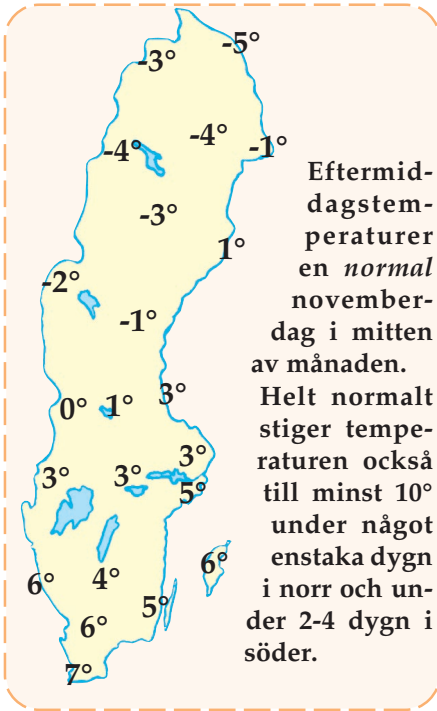 -3°
-5°
-4°
-4°
-1°
-3°
1°
-2°
-1°
0°
1°
3°
3°
3°
3°
5°
6°
4°
5°
6°
6°
7°
Eftermid-
dagstem-
peraturer
en normal
november-
dag i mitten
av månaden.
Helt normalt
stiger tempe-
raturen också
till minst 10°
under något
enstaka dygn
i norr och un-
der 2-4 dygn i
söder.